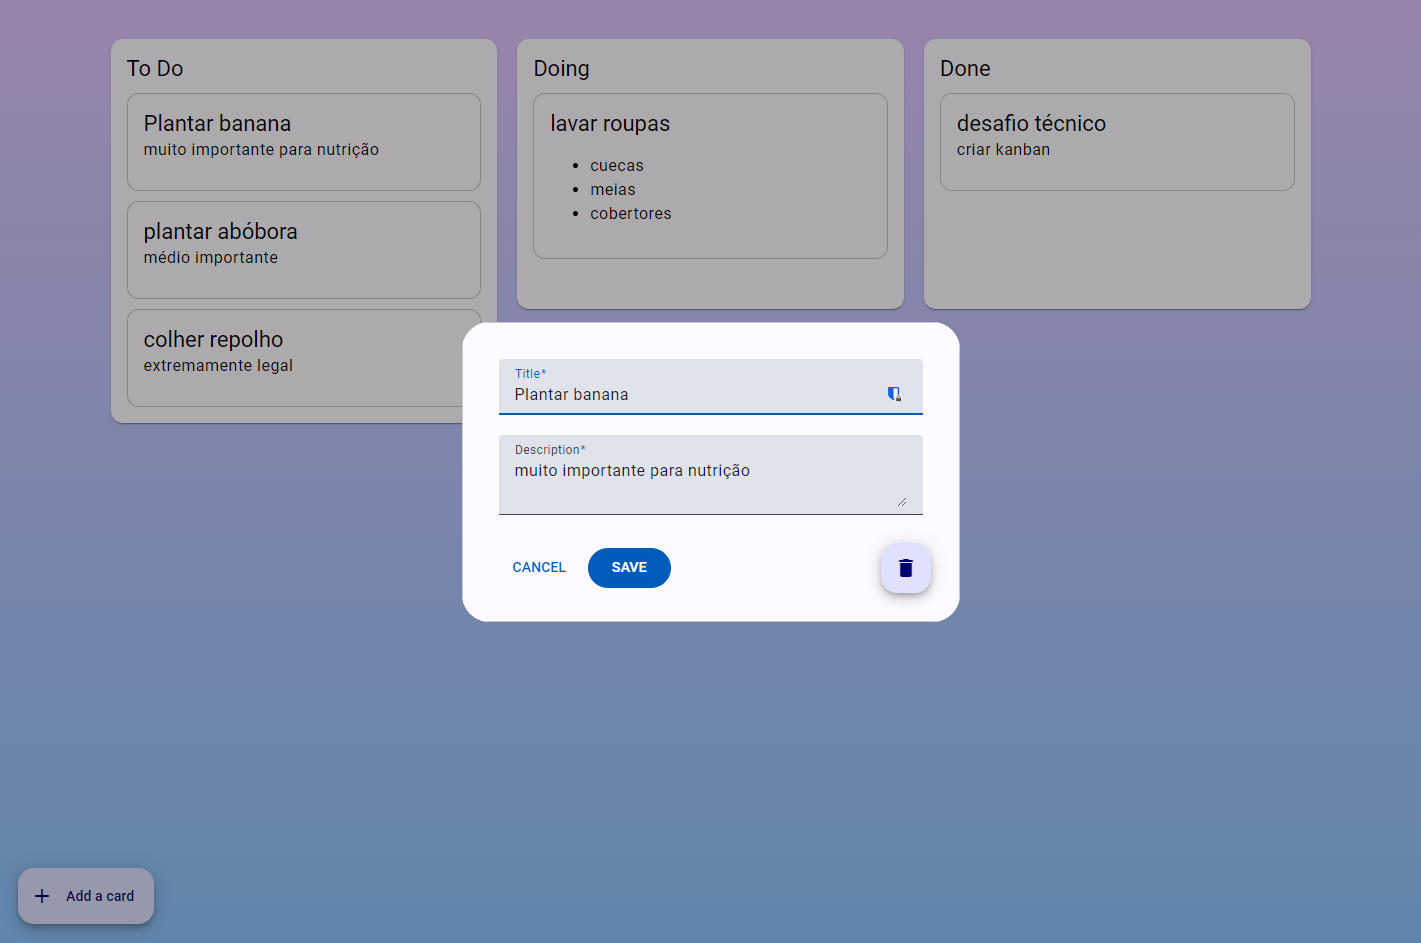 To Do
Plantar banana
muito importante para nutrição
plantar abóbora
médio importante
colher repolho
extremamente legal
Doing
lavar roupas
• cuecas
• meias
• cobertores
Done
desafio técnico
criar kanban
Title*
Plantar banana
Description*
muito importante para nutrição
CANCEL SAVE
Add a card